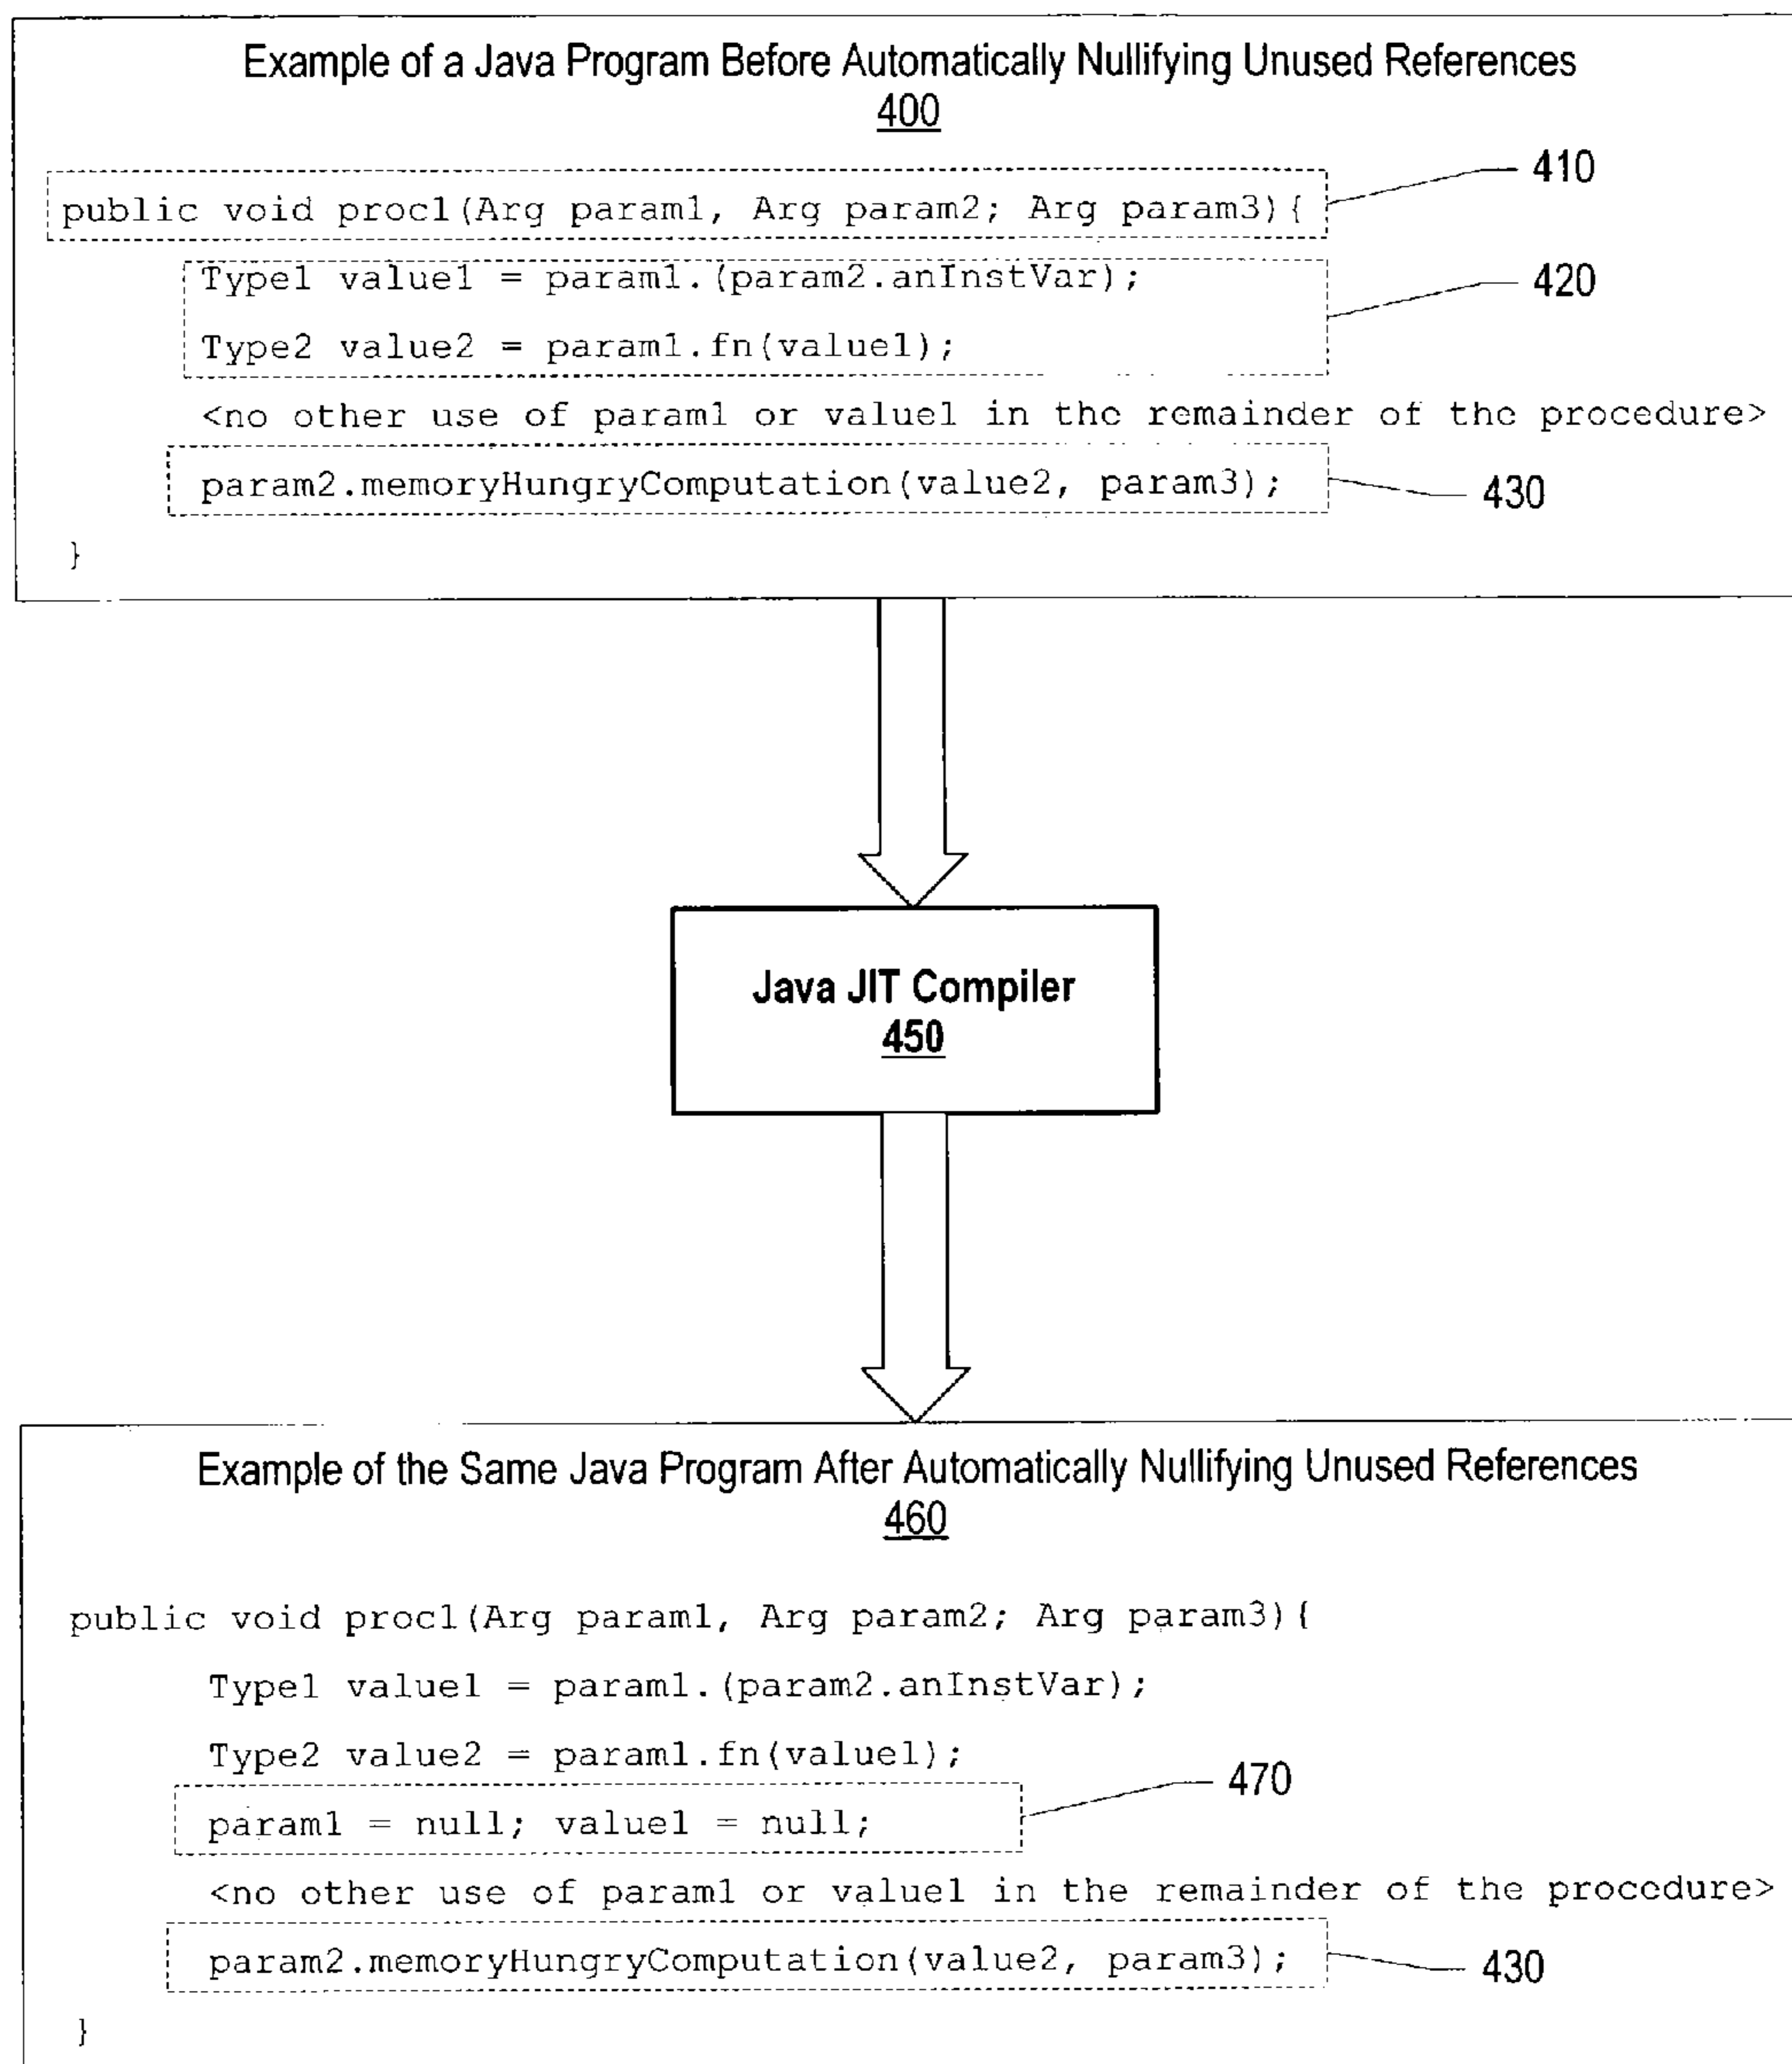 Example of a Java Program Before Automatically Nullifying Unused References
400
410
public void proc1(Arg param1, Arg param2; Arg param3){
Type1 value1 = param1.(param2.anInstVar);
420
Type2 value2 = param1.fn(value1);
<no other use of param1 or value1 in the remainder of the procedure>
param2.memoryHungryComputation(value2, param3);
430
}
Java JIT Compiler
450
Example of the Same Java Program After Automatically Nullifying Unused References
460
public void proc1(Arg param1, Arg param2; Arg param3){
Type1 value1 = param1.(param2.anInstVar);
Type2 value2 = param1.fn(value1);
470
param1 = null; value1 = null;
<no other use of param1 or value1 in the remainder of the procedure>
param2.memoryHungryComputation(value2, param3);
430
}